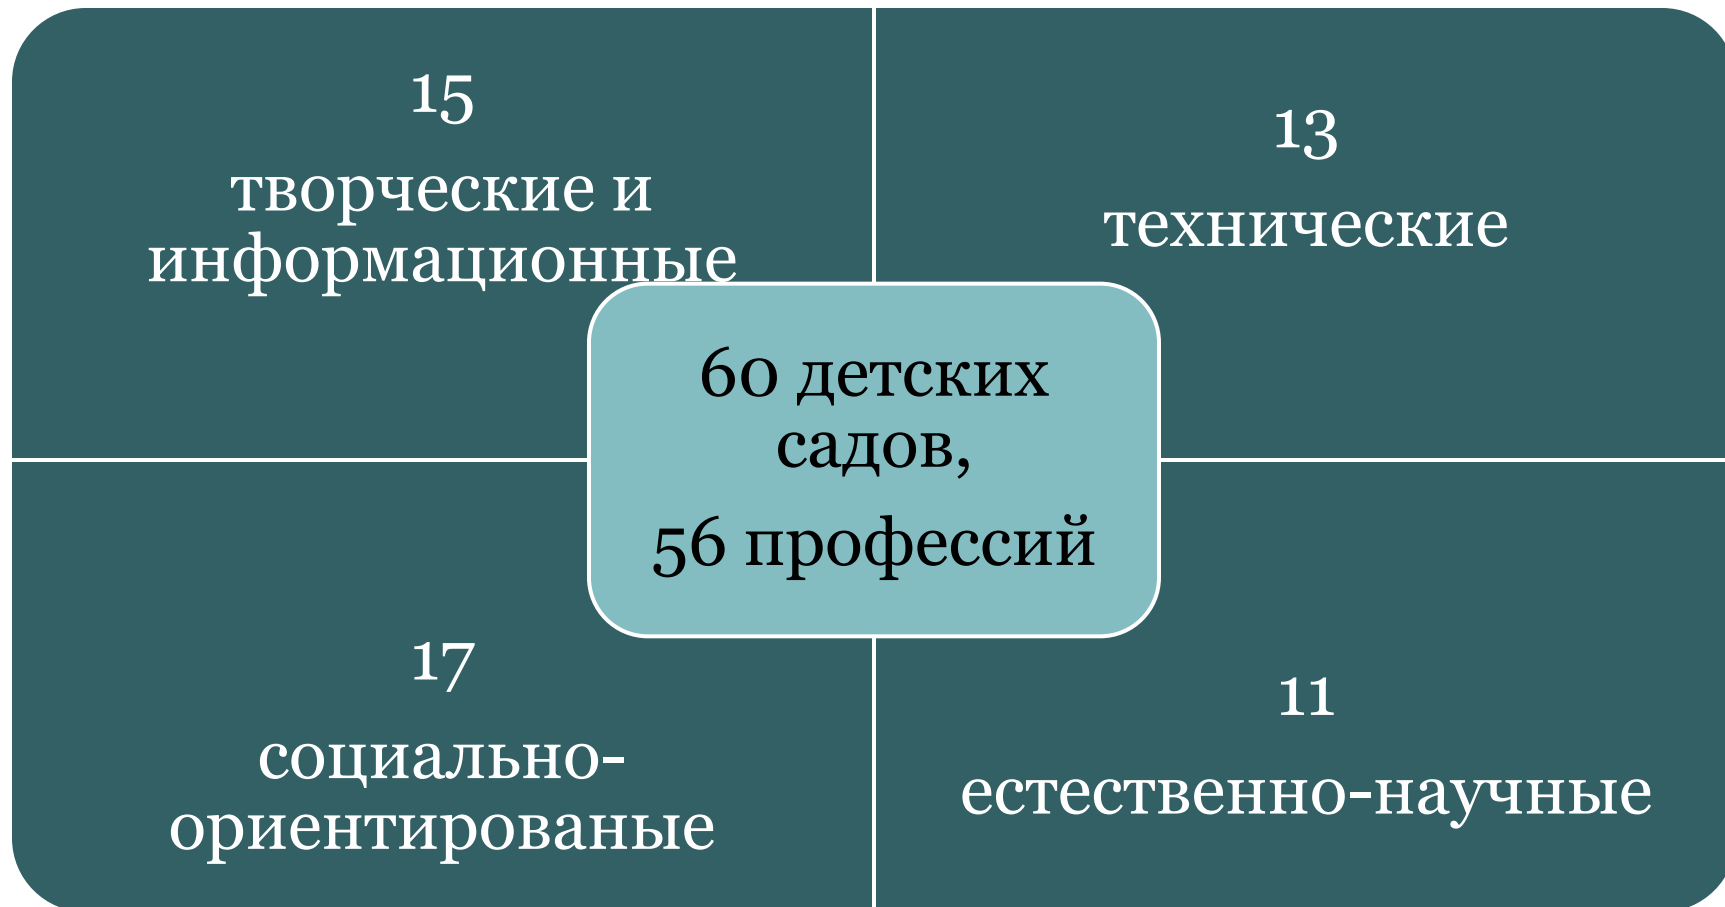 15
творческие и
информационные
13
технические
60 детских
садов,
56 профессий
17
социально-
ориентированые
11
естественно-научные